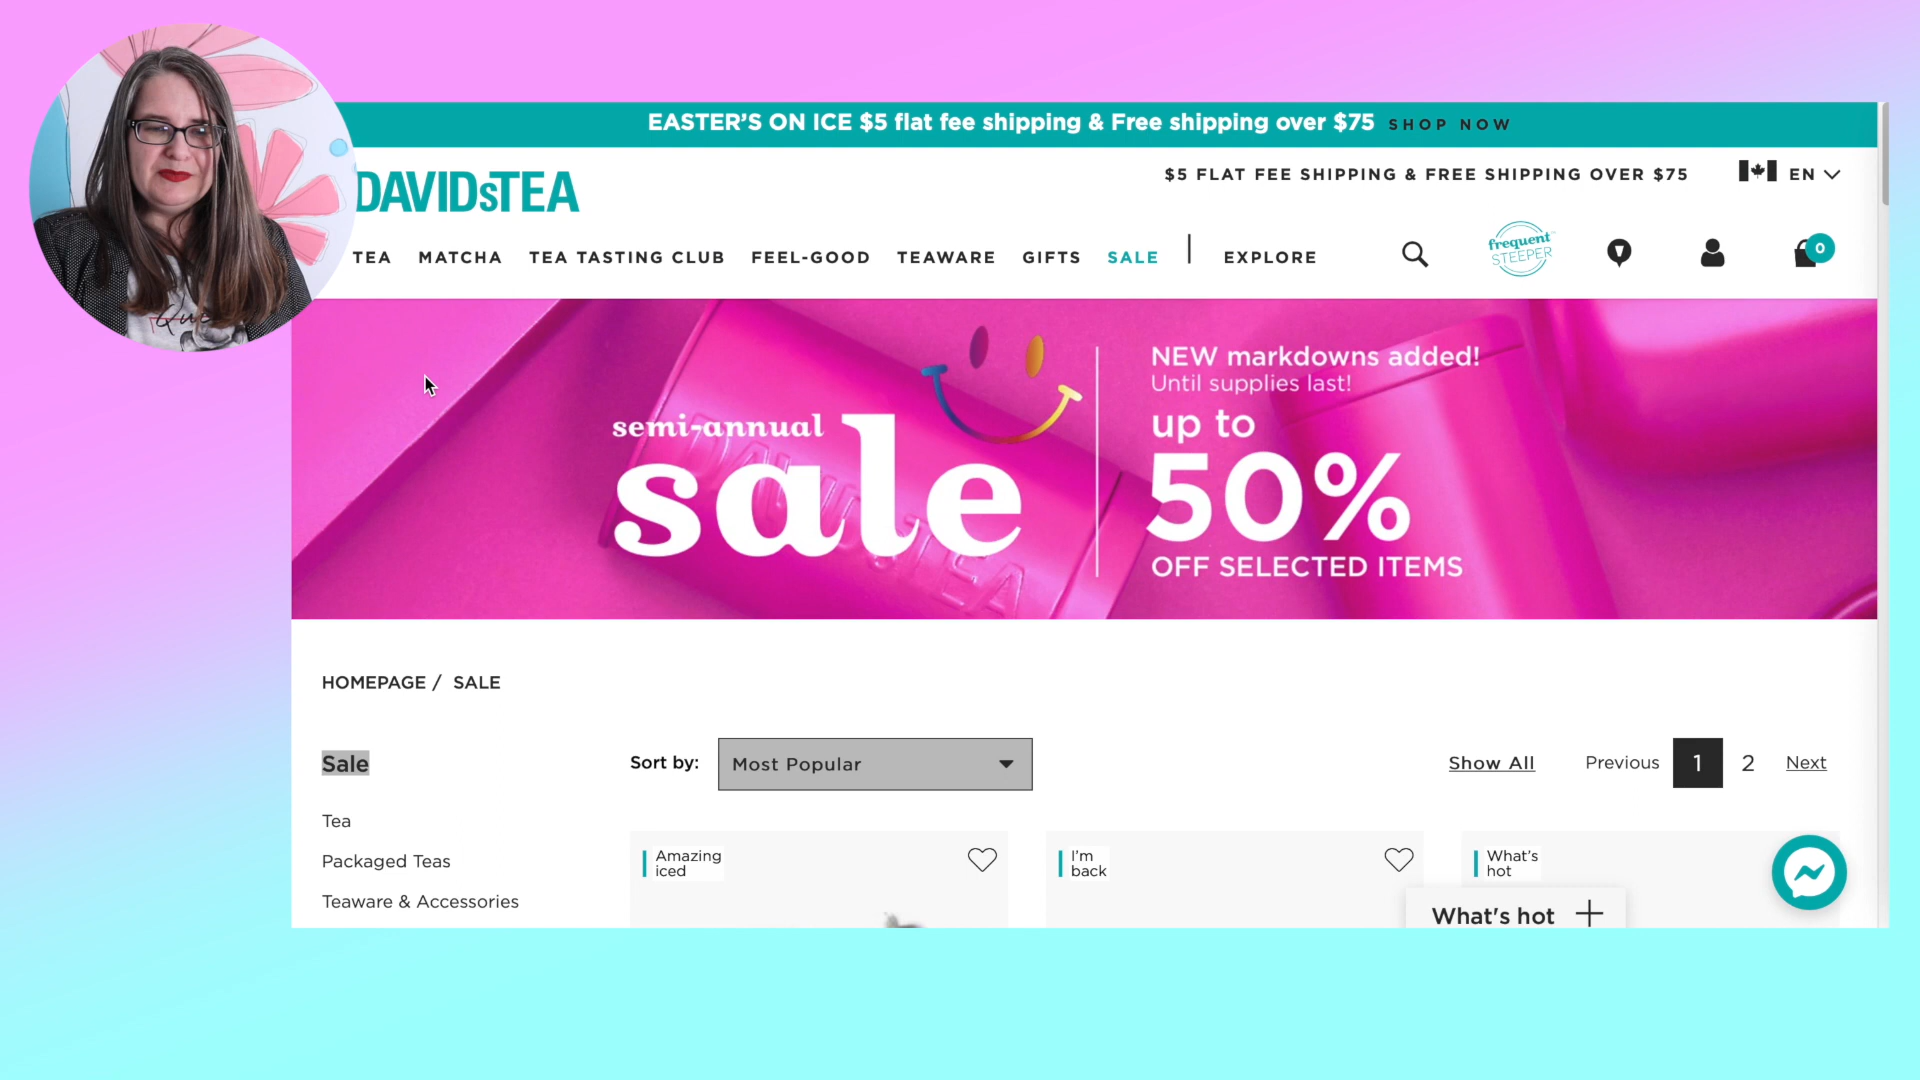 EASTER'S ON ICE $5 flat fee shipping & Free shipping over $75 SHOP NOW
$5 FLAT FEE SHIPPING & FREE SHIPPING OVER $75 EN
DAVIDsTEA
frequent
STEEPER
TEA MATCHA TEA TASTING CLUB FEEL-GOOD TEAWARE GIFTS SALE EXPLORE
0
semi-annual
sale
NEW markdowns added!
Until supplies last!
up to
50%
OFF SELECTED ITEMS
HOMEPAGE / SALE
Sale
Sort by: Most Popular
Show All Previous 1 2 Next
Tea
Packaged Teas
Teaware & Accessories
Amazing
iced
I'm
back
What's
hot
What's hot